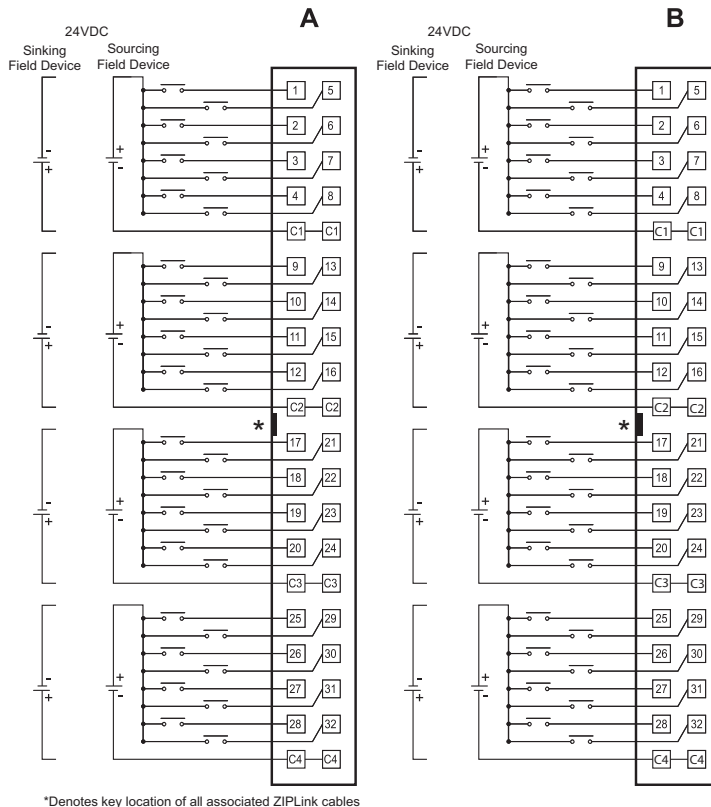 A B
24VDC 24VDC
Sinking Sourcing Sinking Sourcing
Field Device Field Device Field Device Field Device
- + 1 5 - + 1 5
2 6 2 6
+ - 3 7 + - 3 7
4 8 4 8
C1 C1 C1 C1
- + 9 13 - + 9 13
10 14 10 14
+ - 11 15 + - 11 15
12 16 12 16
C2 C2 C2 C2
* *
- + 17 21 - + 17 21
18 22 18 22
+ - 19 23 + - 19 23
20 24 20 24
C3 C3 C3 C3
- + 25 29 - + 25 29
26 30 26 30
+ - 27 31 + - 27 31
28 32 28 32
C4 C4 C4 C4
*Denotes key location of all associated ZIPLink cables